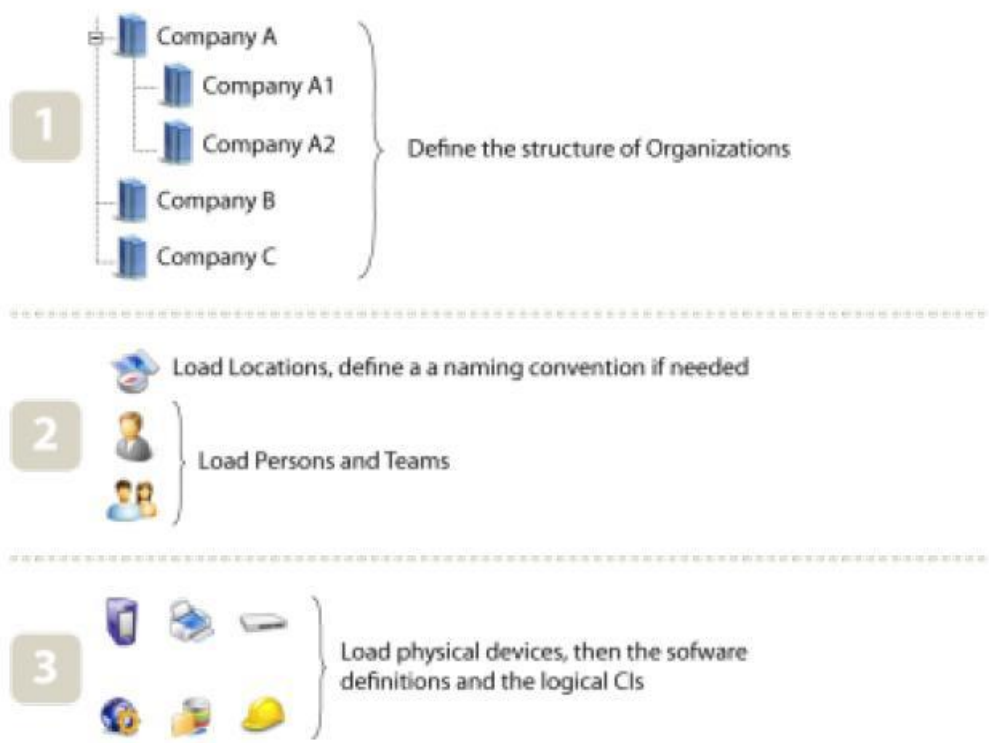 1
Company A
Company A1
Company A2
Company B
Company C
Define the structure of Organizations
2
Load Locations, define a a naming convention if needed
Load Persons and Teams
3
Load physical devices, then the sofware
definitions and the logical CIs